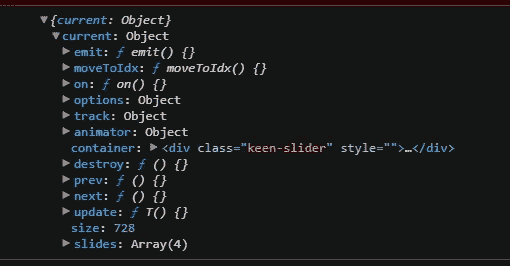 ▼{current: Object}
▼current: Object
▶emit: ƒ emit() {}
▶moveToIdx: ƒ moveToIdx() {}
▶on: ƒ on() {}
▶options: Object
▶track: Object
▶animator: Object
container: ▶<div class="keen-slider" style="">…</div>
▶destroy: ƒ () {}
▶prev: ƒ () {}
▶next: ƒ () {}
▶update: ƒ T() {}
size: 728
▶slides: Array(4)